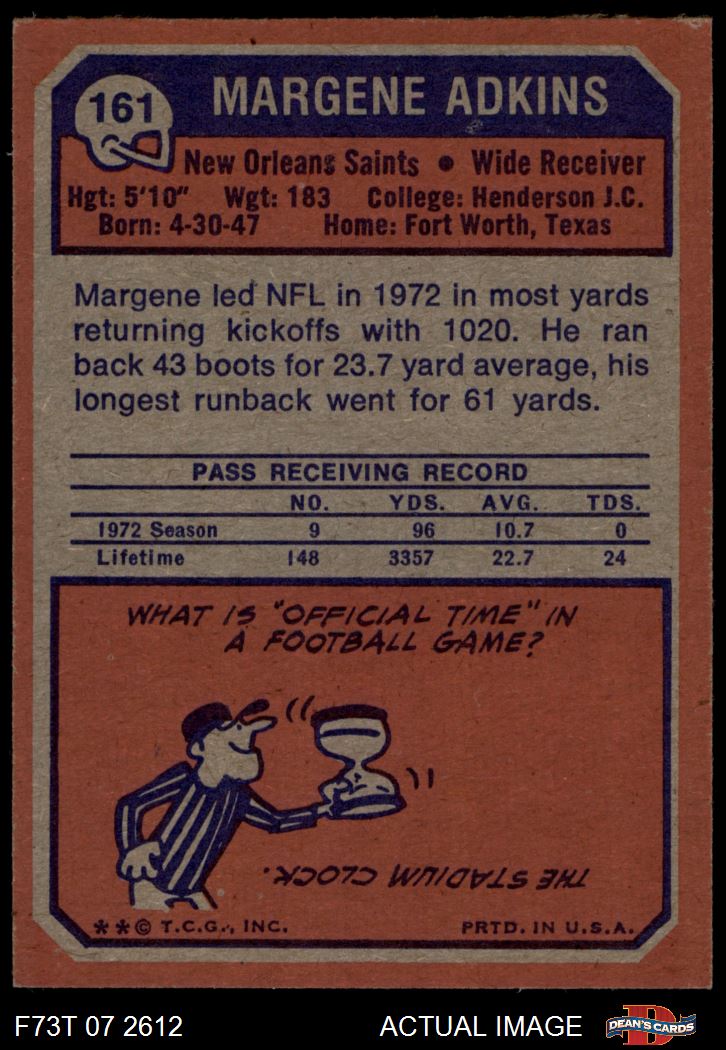 161
MARGENE ADKINS
New Orleans Saints • Wide Receiver
Hgt: 5'10" Wgt: 183 College: Henderson J.C.
Born: 4-30-47 Home: Fort Worth, Texas
Margene led NFL in 1972 in most yards
returning kickoffs with 1020. He ran
back 43 boots for 23.7 yard average, his
longest runback went for 61 yards.
PASS RECEIVING RECORD
NO. YDS. AVG. TDS.
1972 Season 9 96 10.7 0
Lifetime 148 3357 22.7 24
WHAT IS "OFFICIAL TIME" IN
A FOOTBALL GAME?
THE STADIUM CLOCK.
**© T.C.G., INC. PRTD. IN U.S.A.
F73T 07 2612 ACTUAL IMAGE
D
DEAN'S CARDS